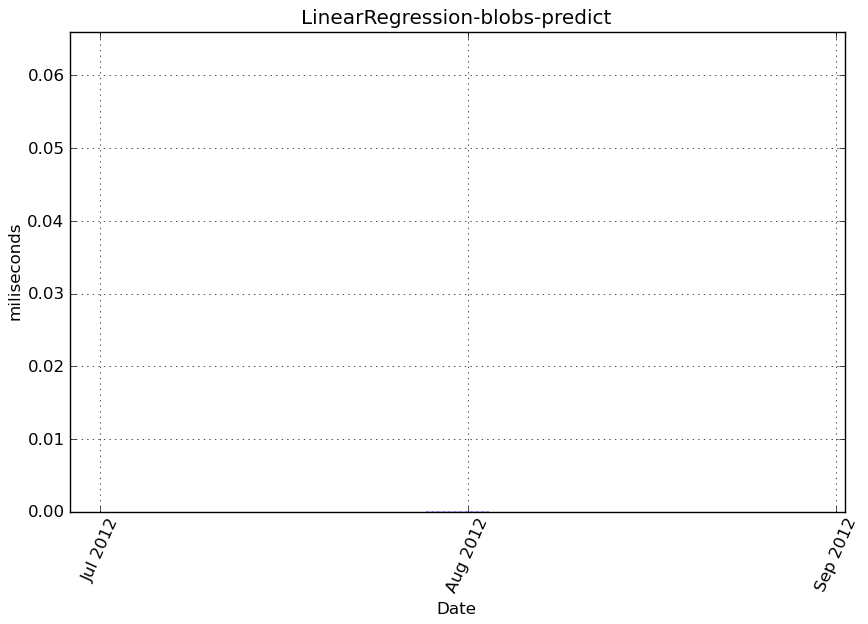 LinearRegression-blobs-predict
0.06
0.05
0.04
0.03
0.02
0.01
0.00
miliseconds
Jul 2012
Aug 2012
Sep 2012
Date